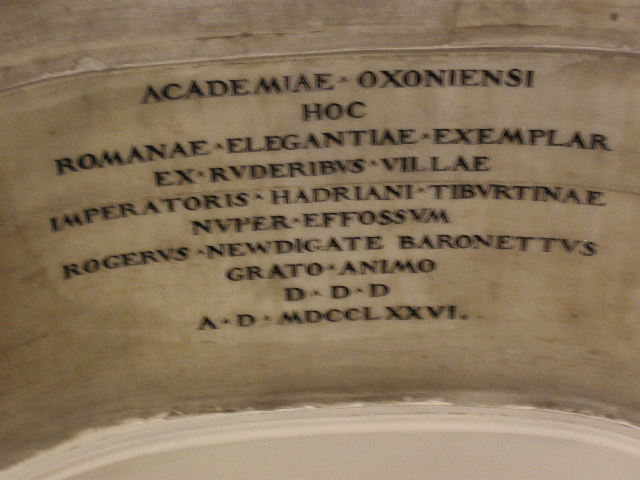 ACADEMIAE · OXONIENSI
HOC
ROMANAE · ELEGANTIAE · EXEMPLAR
EX · RVDERIBVS · VILLAE
IMPERATORIS · HADRIANI · TIBVRTINAE
NVPER · EFFOSSVM
ROGERVS · NEWDIGATE BARONETTVS
GRATO · ANIMO
D · D · D
A · D · MDCCLXXVI.